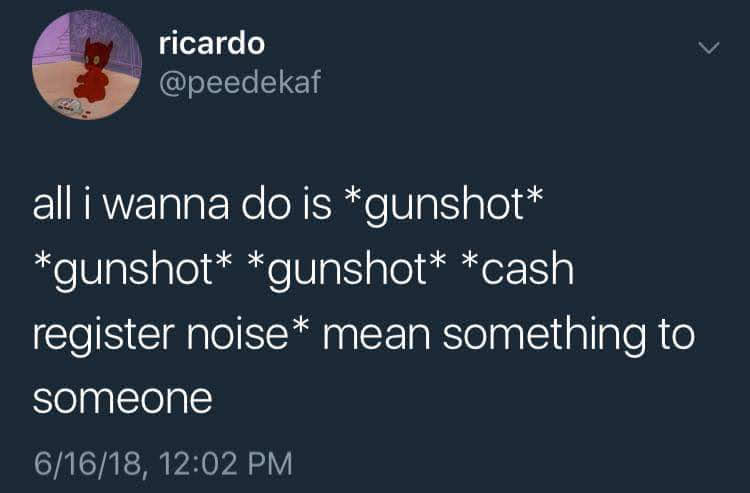 ricardo
@peedekaf
all i wanna do is *gunshot*
*gunshot* *gunshot* *cash
register noise* mean something to
someone
6/16/18, 12:02 PM